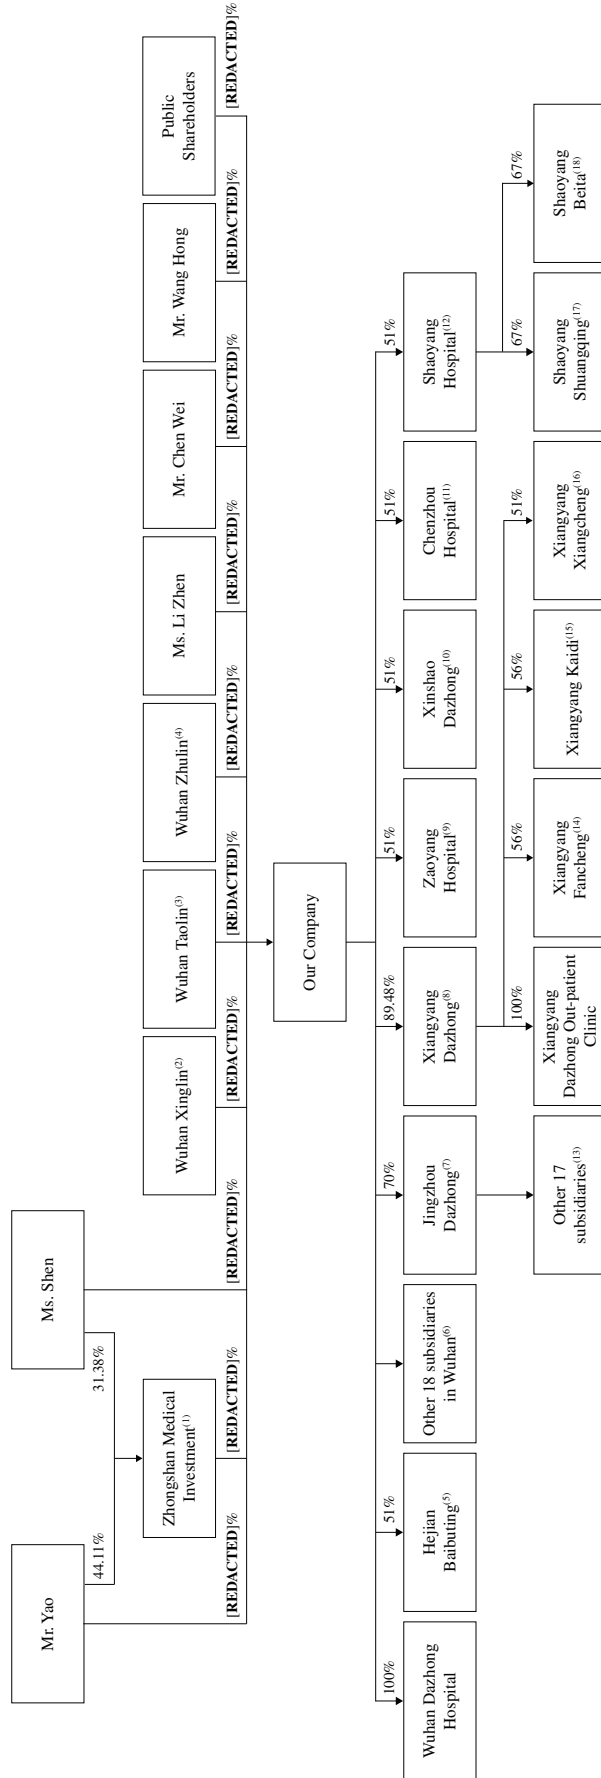 Mr. Yao
Ms. Shen
44.11%
31.38%
Zhongshan Medical
Investment(1)
Wuhan Xinglin(2)
Wuhan Taolin(3)
Wuhan Zhulin(4)
Ms. Li Zhen
Mr. Chen Wei
Mr. Wang Hong
Public
Shareholders
[REDACTED]%
[REDACTED]%
[REDACTED]%
[REDACTED]%
[REDACTED]%
[REDACTED]%
[REDACTED]%
[REDACTED]%
[REDACTED]%
[REDACTED]%
Our Company
100%
51%
70%
89.48%
51%
51%
51%
51%
Wuhan Dazhong
Hospital
Hejian
Baibuting(5)
Other 18 subsidiaries
in Wuhan(6)
Jingzhou
Dazhong(7)
Xiangyang
Dazhong(8)
Zaoyang
Hospital(9)
Xinshao
Dazhong(10)
Chenzhou
Hospital(11)
Shaoyang
Hospital(12)
100%
56%
56%
51%
67%
67%
Other 17
subsidiaries(13)
Xiangyang
Dazhong Out-patient
Clinic
Xiangyang
Fancheng(14)
Xiangyang Kaidi(15)
Xiangyang
Xiangcheng(16)
Shaoyang
Shuangqing(17)
Shaoyang
Beita(18)